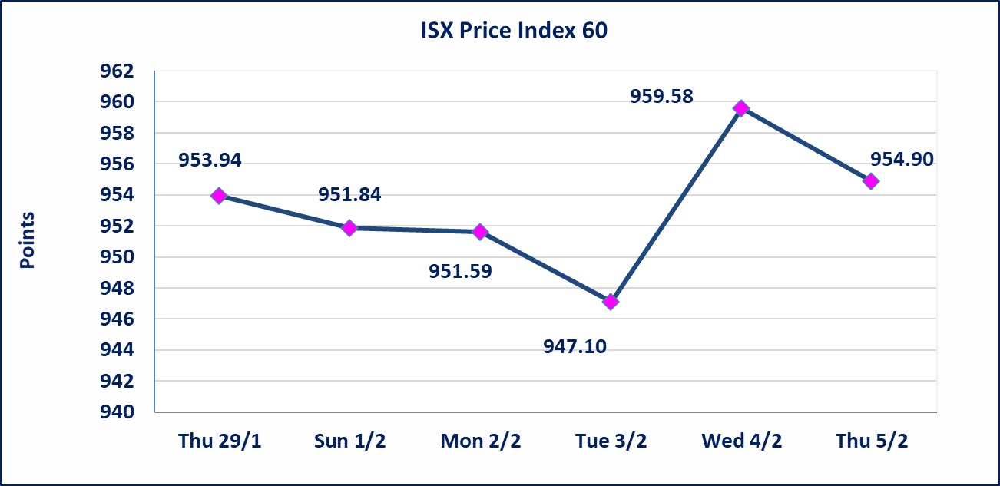 ISX Price Index 60
Points
962
960
958
956
954
952
950
948
946
944
942
940
953.94
951.84
951.59
947.10
959.58
954.90
Thu 29/1
Sun 1/2
Mon 2/2
Tue 3/2
Wed 4/2
Thu 5/2